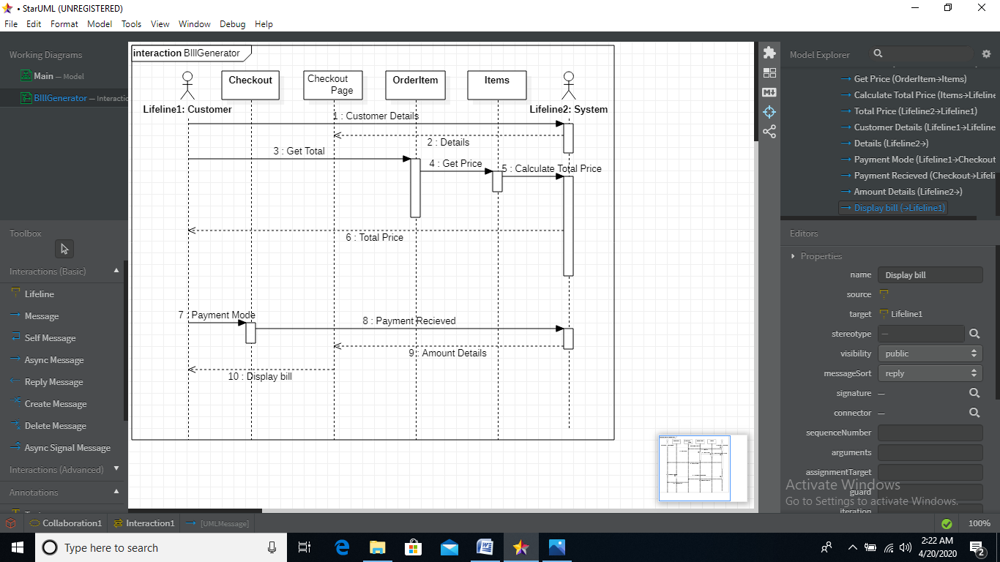 • StarUML (UNREGISTERED)
File Edit Format Model Tools View Window Debug Help
Working Diagrams
Main — Model
BIllGenerator — Interactio
Toolbox
Interactions (Basic)
Lifeline
Message
Self Message
Async Message
Reply Message
Create Message
Delete Message
Async Signal Message
Interactions (Advanced)
Annotations
interaction BIllGenerator
Checkout
Checkout
Page
OrderItem
Items
Lifeline1: Customer
Lifeline2: System
1 : Customer Details
2 : Details
3 : Get Total
4 : Get Price
5 : Calculate Total Price
6 : Total Price
7 : Payment Mode
8 : Payment Recieved
9 : Amount Details
10 : Display bill
Model Explorer
Get Price (OrderItem→Items)
Calculate Total Price (Items→Lifeline
Total Price (Lifeline2→Lifeline1)
Customer Details (Lifeline1→Lifeline
Details (Lifeline2→)
Payment Mode (Lifeline1→Checkout
Payment Recieved (Checkout→Lifeli
Amount Details (Lifeline2→)
Display bill (→Lifeline1)
Editors
Properties
name Display bill
source
target Lifeline1
stereotype —
visibility public
messageSort reply
signature —
connector —
sequenceNumber
arguments
assignmentTarget
guard
iteration
Activate Windows
Go to Settings to activate Windows.
Collaboration1 Interaction1 [UMLMessage]
100%
Type here to search
2:22 AM
4/20/2020
2